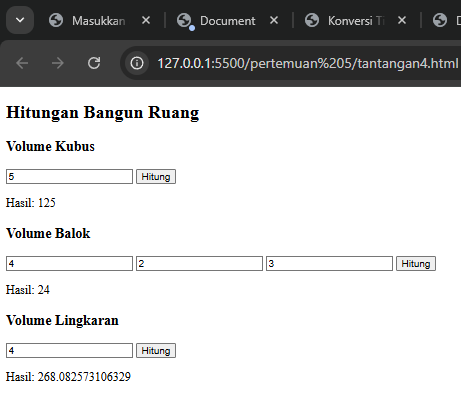 Masukkan
Document
Konversi Ti
D
127.0.0.1:5500/pertemuan%205/tantangan4.html
Hitungan Bangun Ruang
Volume Kubus
5 Hitung
Hasil: 125
Volume Balok
4 2 3 Hitung
Hasil: 24
Volume Lingkaran
4 Hitung
Hasil: 268.082573106329